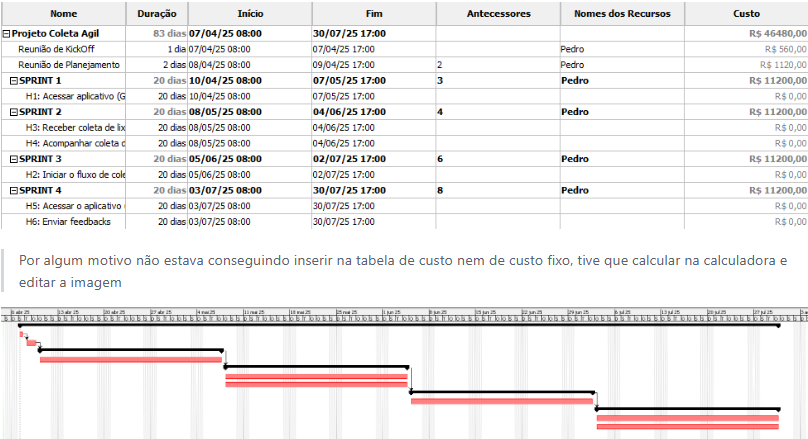 Nome Duração Início Fim Antecessores Nomes dos Recursos Custo
Projeto Coleta Agil 83 dias 07/04/25 08:00 30/07/25 17:00 R$ 46480,00
Reunião de KickOff 1 dia 07/04/25 08:00 07/04/25 17:00 Pedro R$ 560,00
Reunião de Planejamento 2 dias 08/04/25 08:00 09/04/25 17:00 2 Pedro R$ 1120,00
SPRINT 1 20 dias 10/04/25 08:00 07/05/25 17:00 3 Pedro R$ 11200,00
H1: Acessar aplicativo (G 20 dias 10/04/25 08:00 07/05/25 17:00 R$ 0,00
SPRINT 2 20 dias 08/05/25 08:00 04/06/25 17:00 4 Pedro R$ 11200,00
H3: Receber coleta de lix 20 dias 08/05/25 08:00 04/06/25 17:00 R$ 0,00
H4: Acompanhar coleta d 20 dias 08/05/25 08:00 04/06/25 17:00 R$ 0,00
SPRINT 3 20 dias 05/06/25 08:00 02/07/25 17:00 6 Pedro R$ 11200,00
H2: Iniciar o fluxo de cole 20 dias 05/06/25 08:00 02/07/25 17:00 R$ 0,00
SPRINT 4 20 dias 03/07/25 08:00 30/07/25 17:00 8 Pedro R$ 11200,00
H5: Acessar o aplicativo 20 dias 03/07/25 08:00 30/07/25 17:00 R$ 0,00
H6: Enviar feedbacks 20 dias 03/07/25 08:00 30/07/25 17:00 R$ 0,00
Por algum motivo não estava conseguindo inserir na tabela de custo nem de custo fixo, tive que calcular na calculadora e
editar a imagem
6 abr 25 13 abr 25 20 abr 25 27 abr 25 4 mai 25 11 mai 25 18 mai 25 25 mai 25 1 jun 25 8 jun 25 15 jun 25 22 jun 25 29 jun 25 6 jul 25 13 jul 25 20 jul 25 27 jul 25